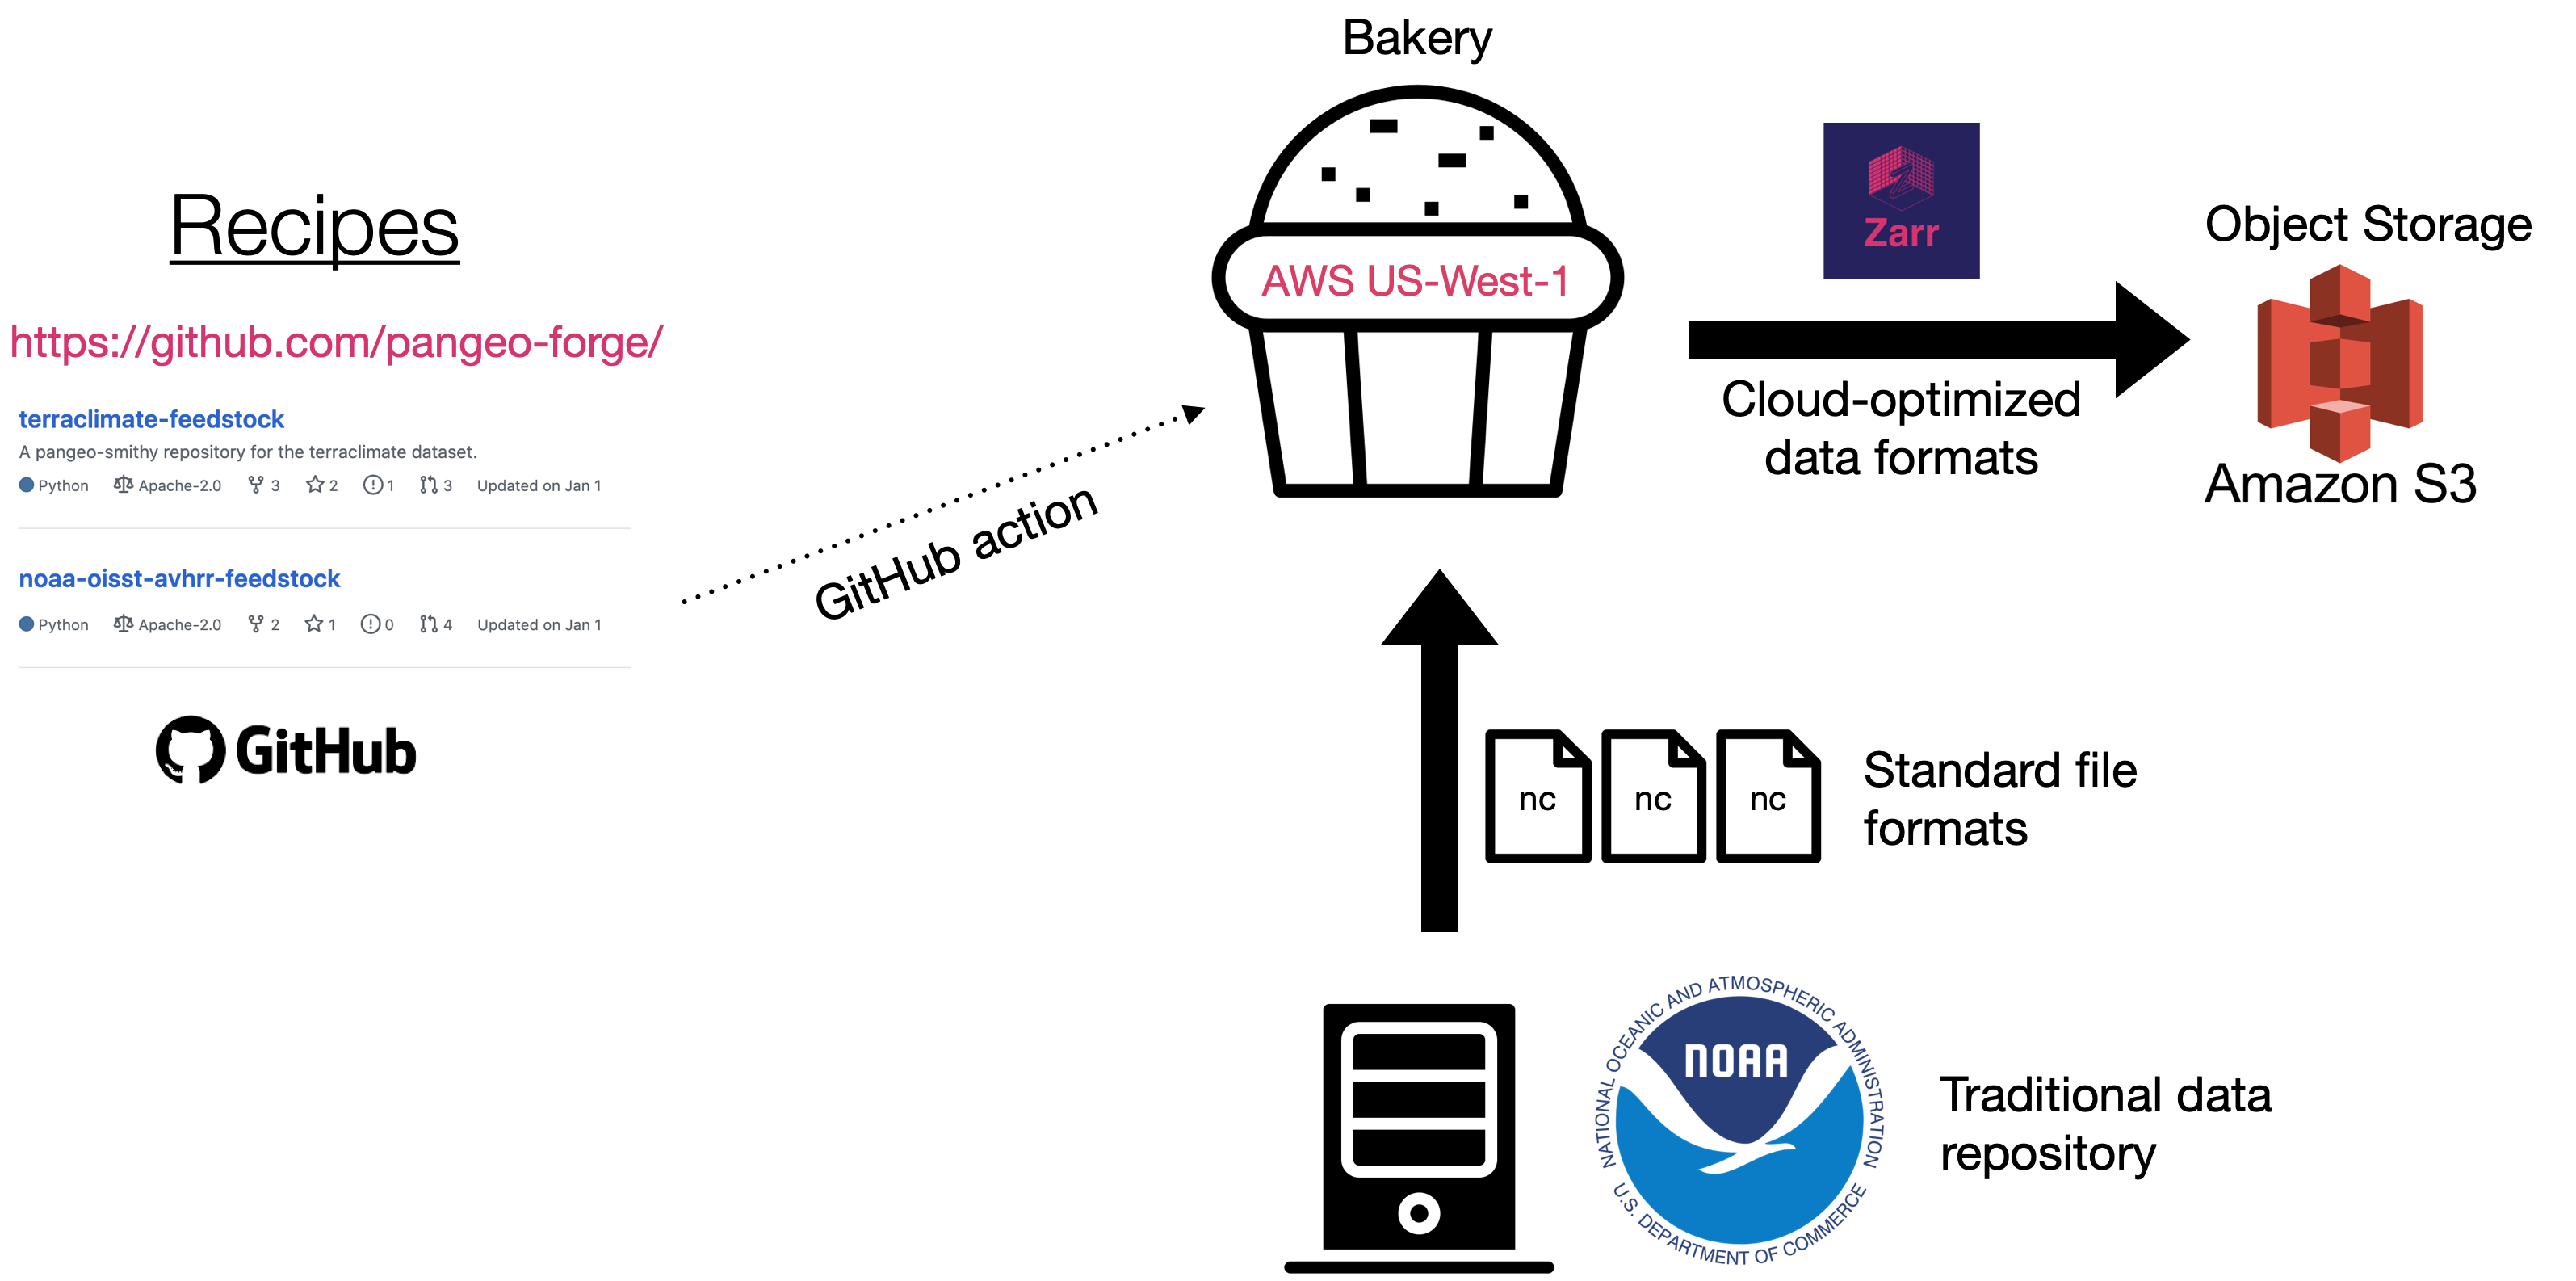 Recipes
https://github.com/pangeo-forge/
terraclimate-feedstock
A pangeo-smithy repository for the terraclimate dataset.
Python Apache-2.0 3 2 1 3 Updated on Jan 1
noaa-oisst-avhrr-feedstock
Python Apache-2.0 2 1 0 4 Updated on Jan 1
GitHub
GitHub action
Bakery
AWS US-West-1
Zarr
Cloud-optimized
data formats
Object Storage
Amazon S3
nc nc nc
Standard file
formats
NATIONAL OCEANIC AND ATMOSPHERIC ADMINISTRATION
NOAA
U.S. DEPARTMENT OF COMMERCE
Traditional data
repository